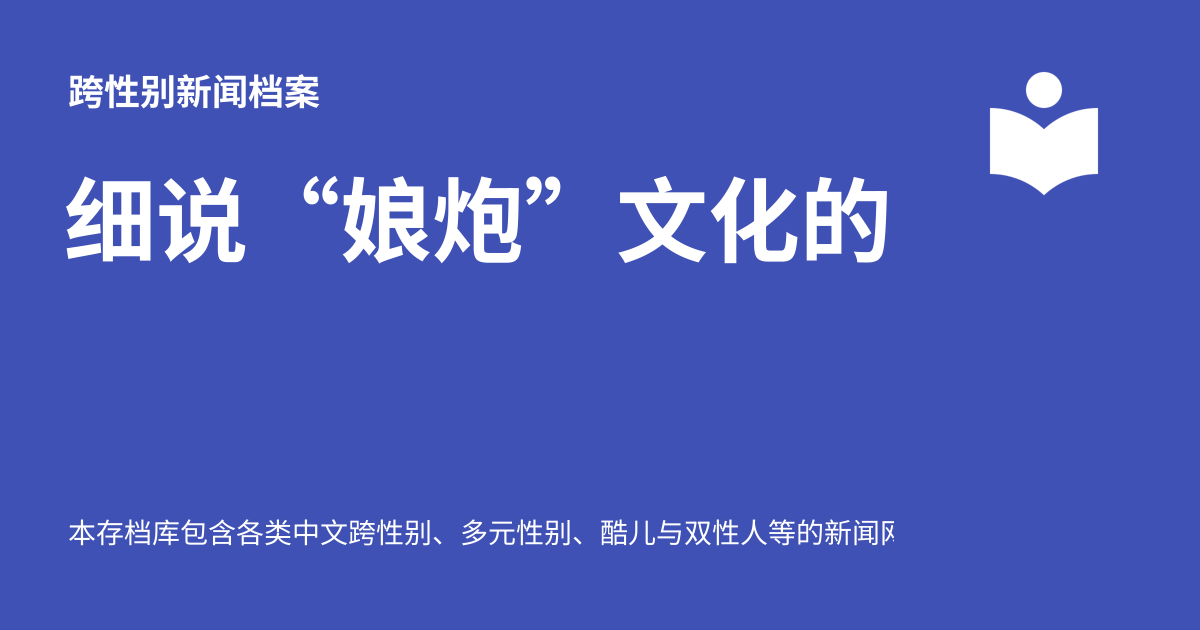 跨性别新闻档案
细说“娘炮”文化的
本存档库包含各类中文跨性别、多元性别、酷儿与双性人等的新闻